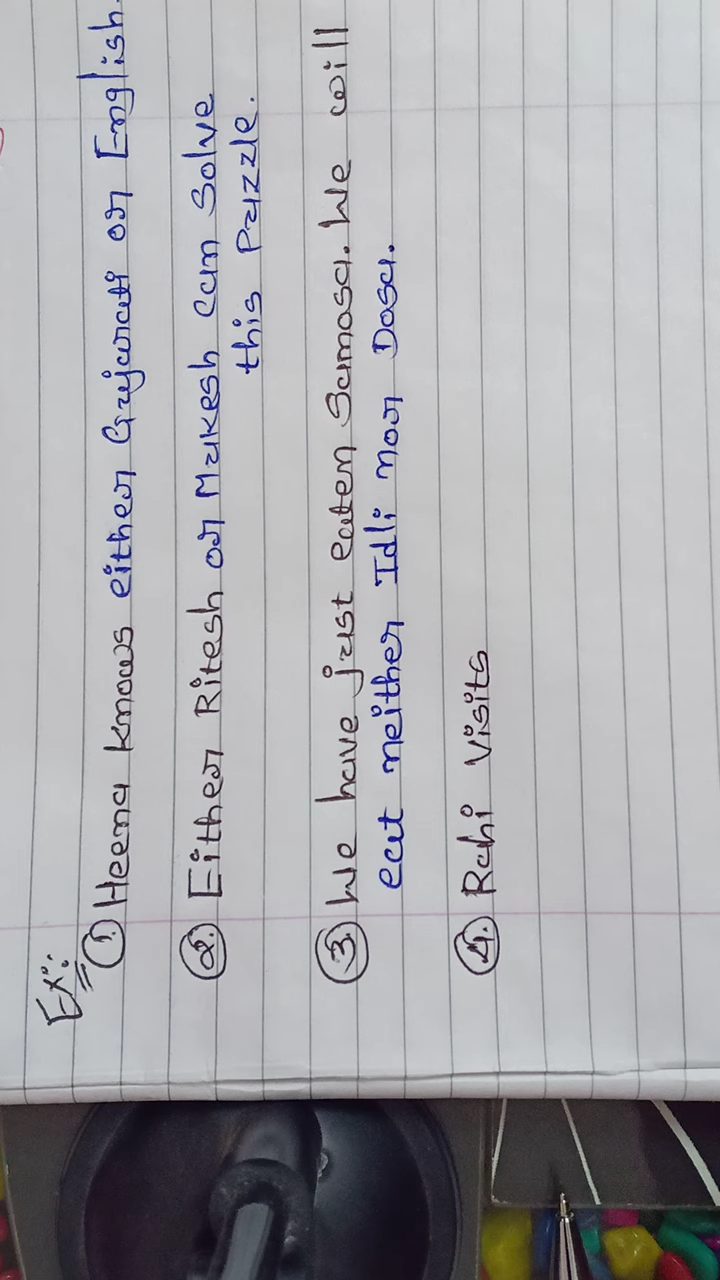 Ex:
1. Heena knows either Gujarati or English.
2. Either Ritesh or Mukesh can Solve
this Puzzle.
3. We have just eaten Samosa. We will
eat neither Idli nor Dosa.
4. Rahi Visits